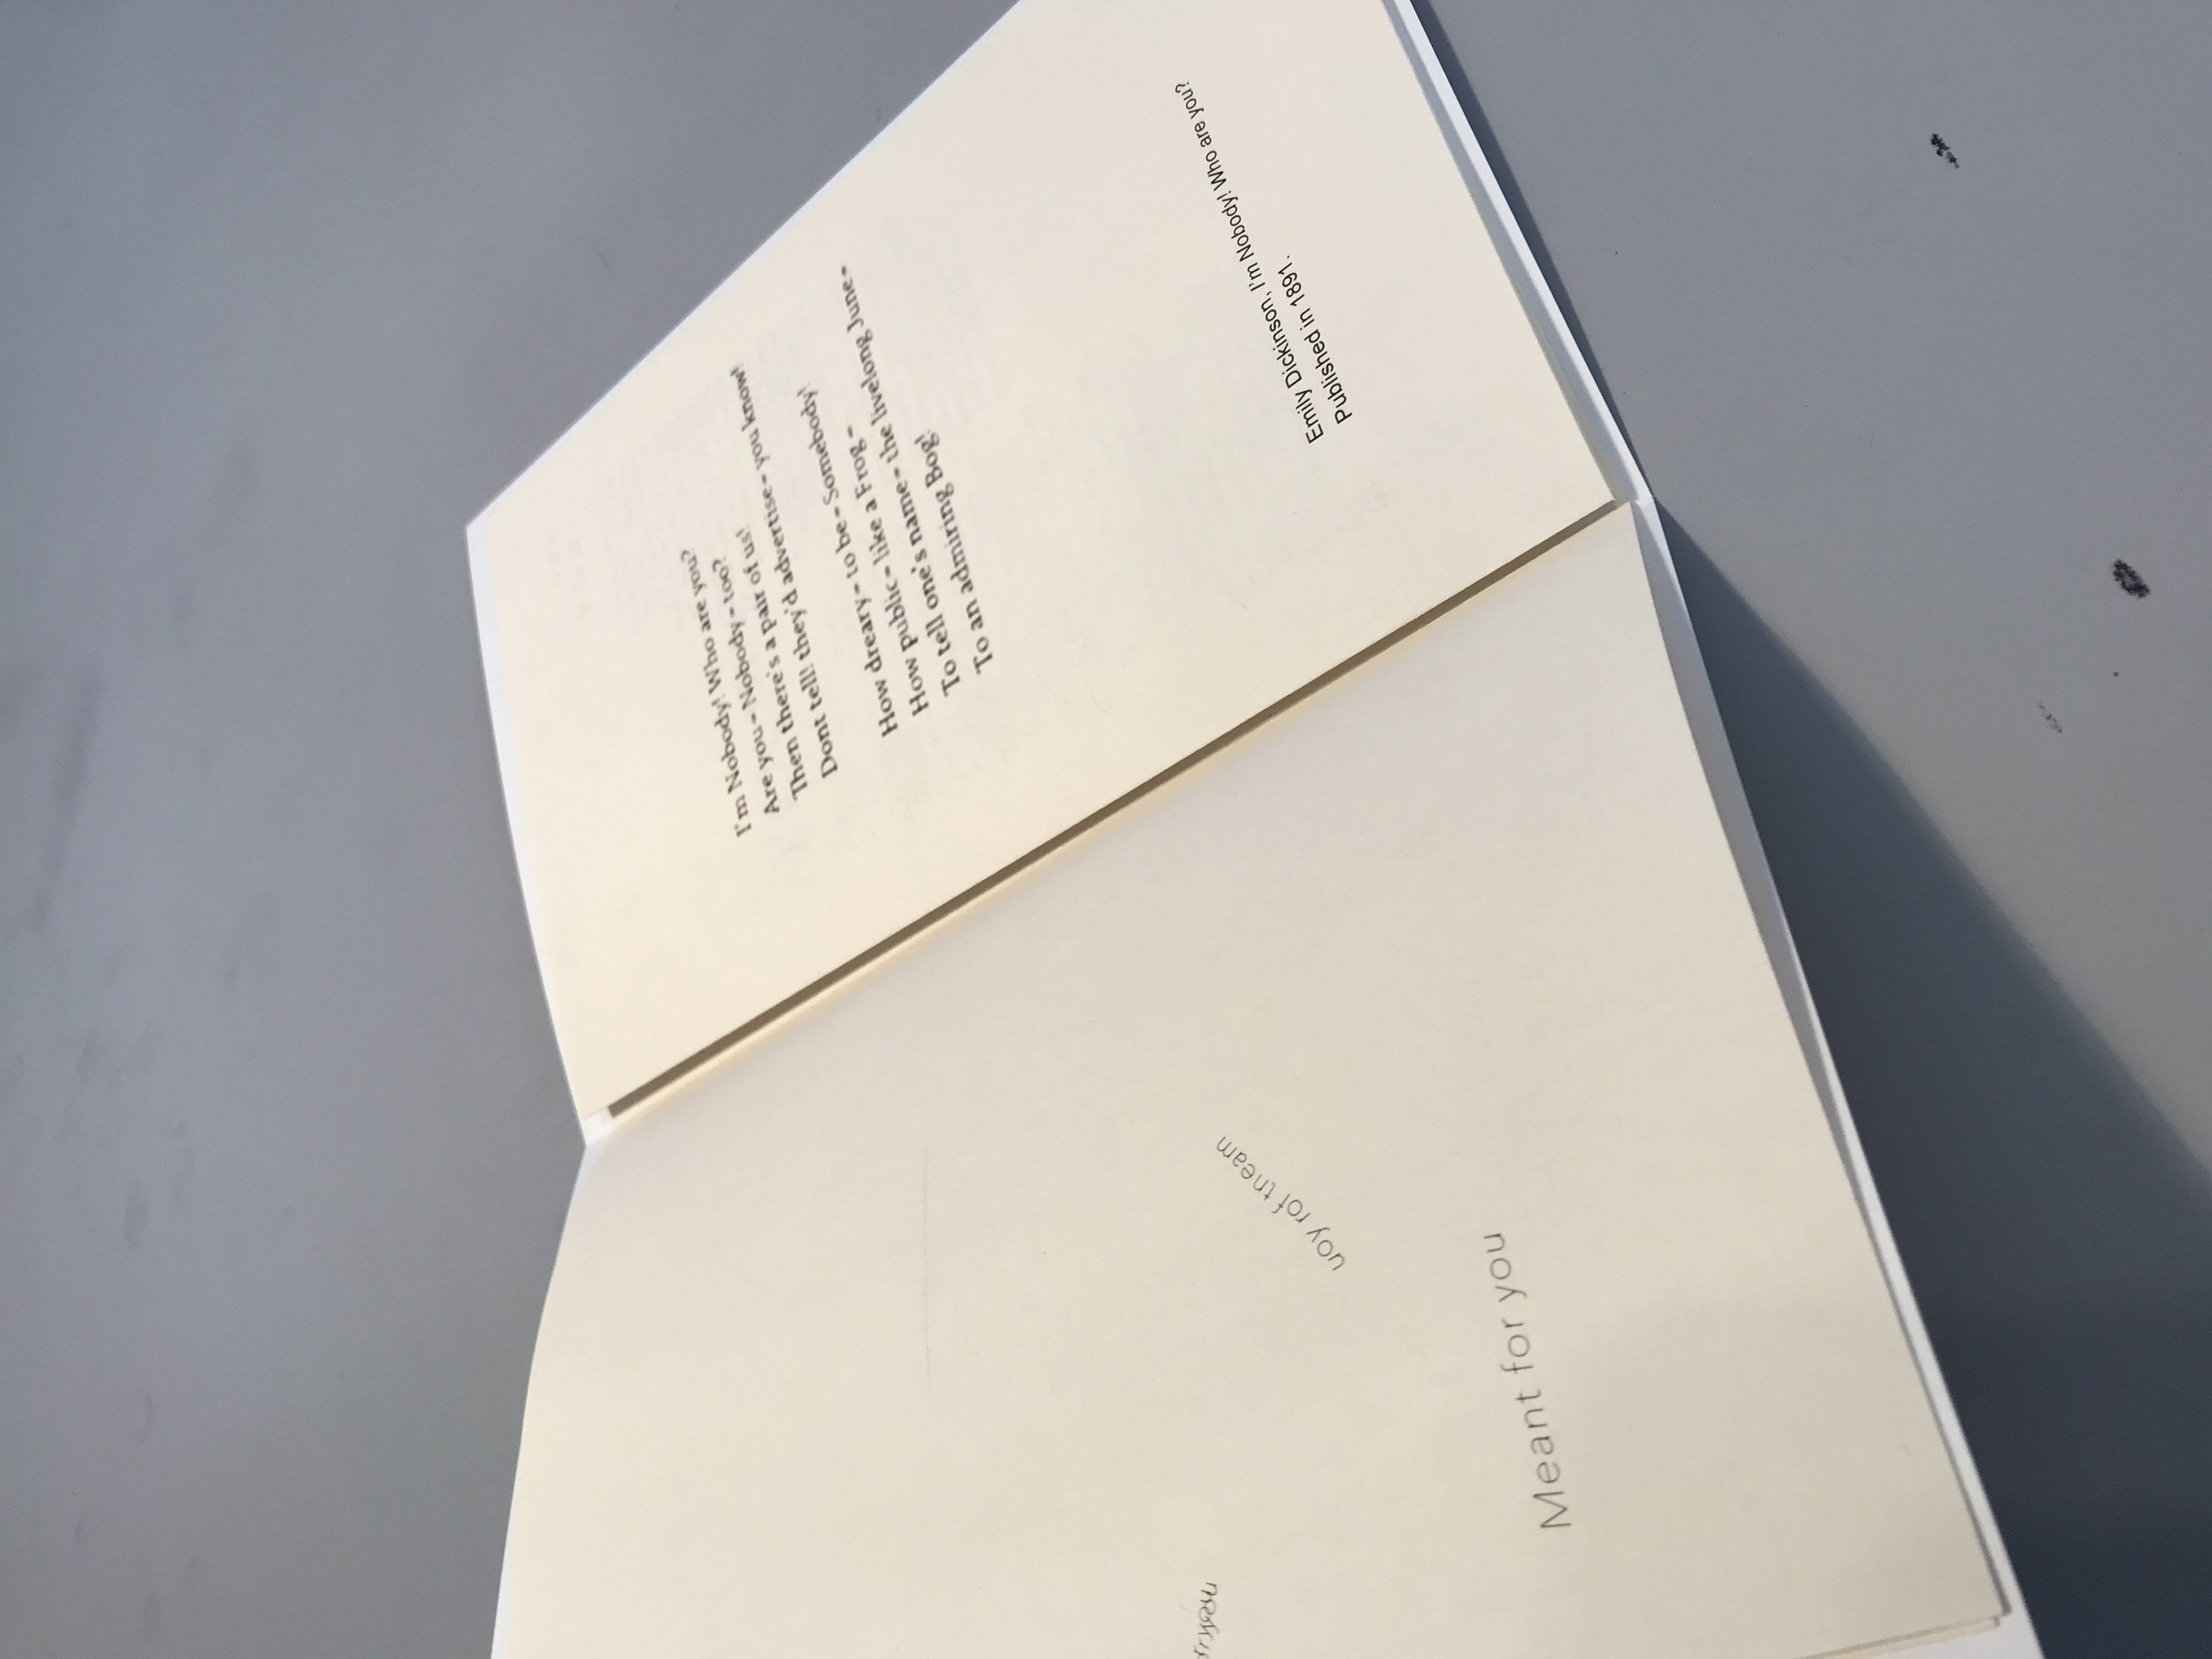 uoy rof tneam
Meant for you
I'm Nobody! Who are you?
Are you - Nobody - too?
Then there's a pair of us!
Dont tell! they'd advertise - you know!
How dreary - to be - Somebody!
How public - like a Frog -
To tell one's name - the livelong June -
To an admiring Bog!
Emily Dickinson, I'm Nobody! Who are you?
Published in 1891.